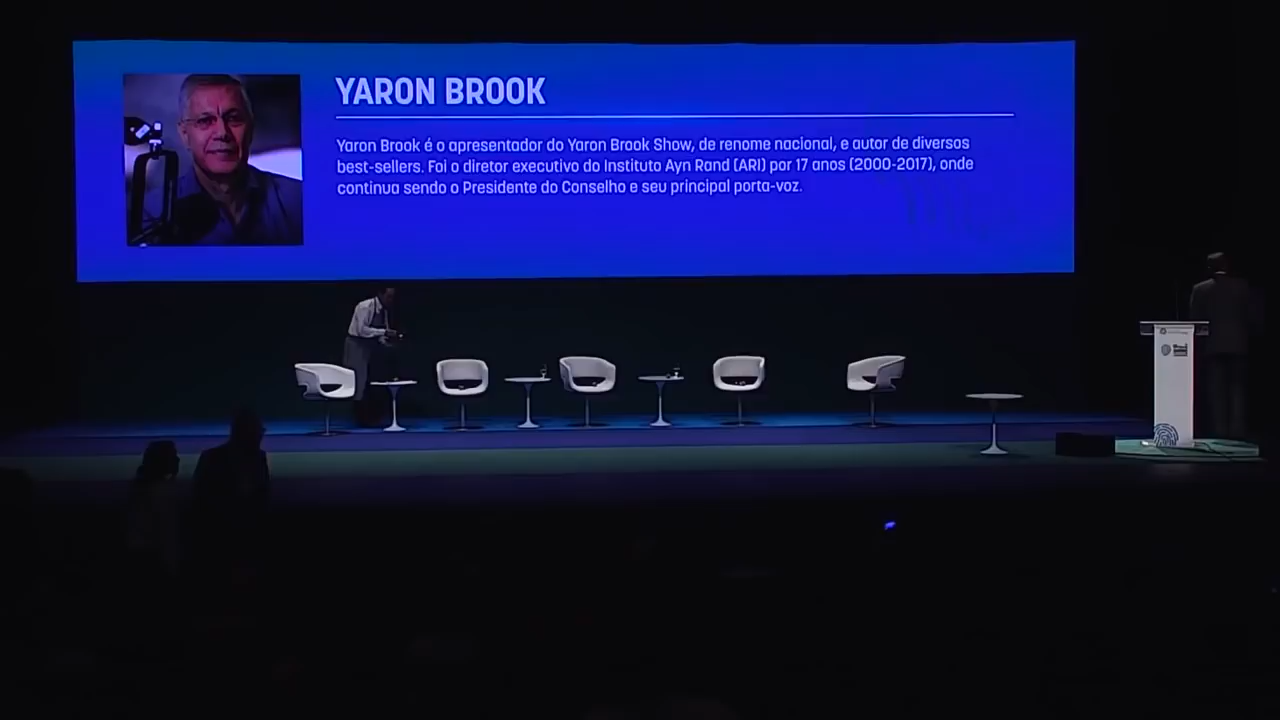 YARON BROOK
Yaron Brook é o apresentador do Yaron Brook Show, de renome nacional, e autor de diversos
best-sellers. Foi o diretor executivo do Instituto Ayn Rand (ARI) por 17 anos (2000-2017), onde
continua sendo o Presidente do Conselho e seu principal porta-voz.